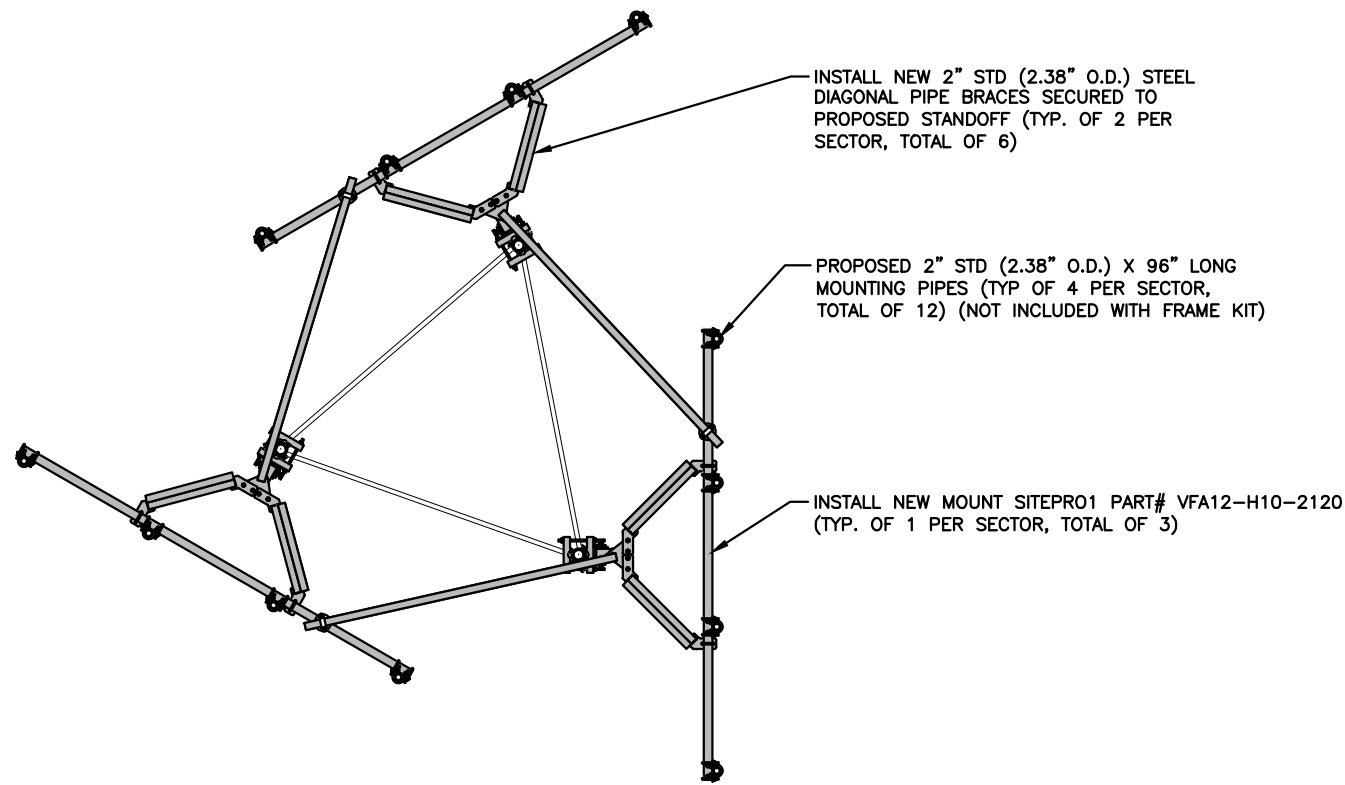 INSTALL NEW 2" STD (2.38" O.D.) STEEL
DIAGONAL PIPE BRACES SECURED TO
PROPOSED STANDOFF (TYP. OF 2 PER
SECTOR, TOTAL OF 6)
PROPOSED 2" STD (2.38" O.D.) X 96" LONG
MOUNTING PIPES (TYP OF 4 PER SECTOR,
TOTAL OF 12) (NOT INCLUDED WITH FRAME KIT)
INSTALL NEW MOUNT SITEPRO1 PART# VFA12-H10-2120
(TYP. OF 1 PER SECTOR, TOTAL OF 3)